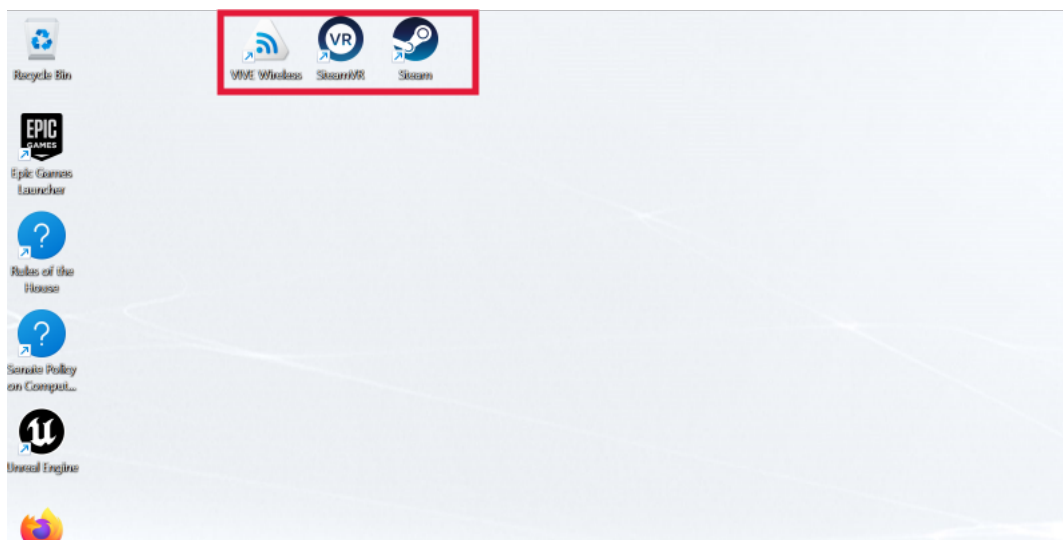 Recycle Bin
VIVE Wireless
VR
SteamVR
Steam
EPIC
GAMES
Epic Games
Launcher
?
Rules of the
House
?
Senate Policy
on Comput...
Unreal Engine